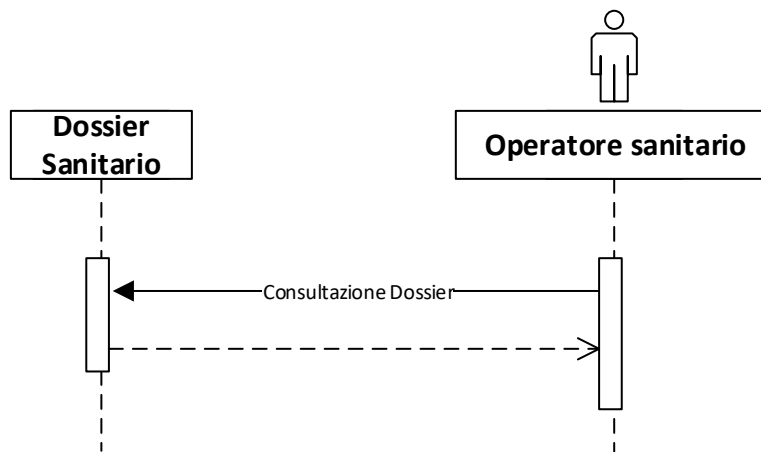 Dossier
Sanitario
Operatore sanitario
Consultazione Dossier